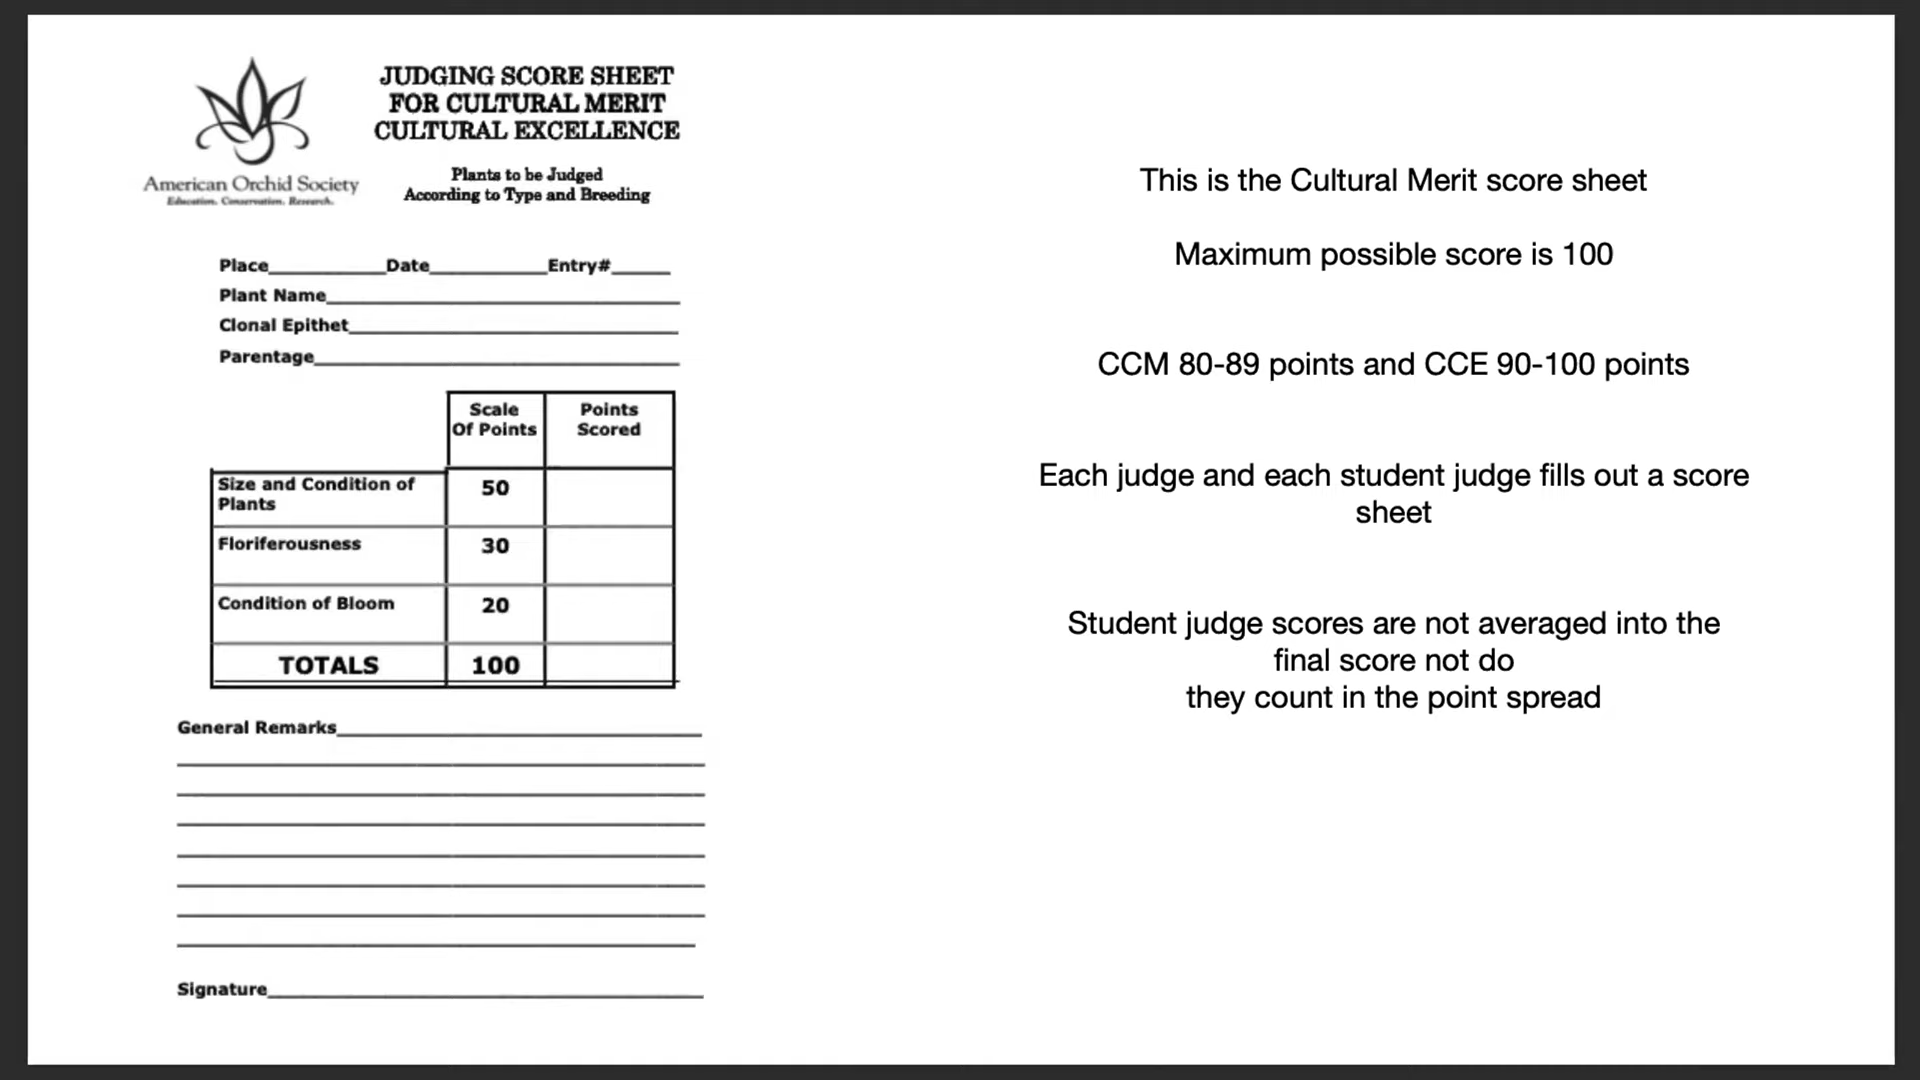 JUDGING SCORE SHEET
FOR CULTURAL MERIT
CULTURAL EXCELLENCE
American Orchid Society
Education. Conservation. Research.
Plants to be Judged
According to Type and Breeding
Place___________Date___________Entry#______
Plant Name
Clonal Epithet
Parentage
Scale Of Points
Points Scored
Size and Condition of Plants
50
Floriferousness
30
Condition of Bloom
20
TOTALS
100
General Remarks
Signature
This is the Cultural Merit score sheet
Maximum possible score is 100
CCM 80-89 points and CCE 90-100 points
Each judge and each student judge fills out a score
sheet
Student judge scores are not averaged into the
final score not do
they count in the point spread